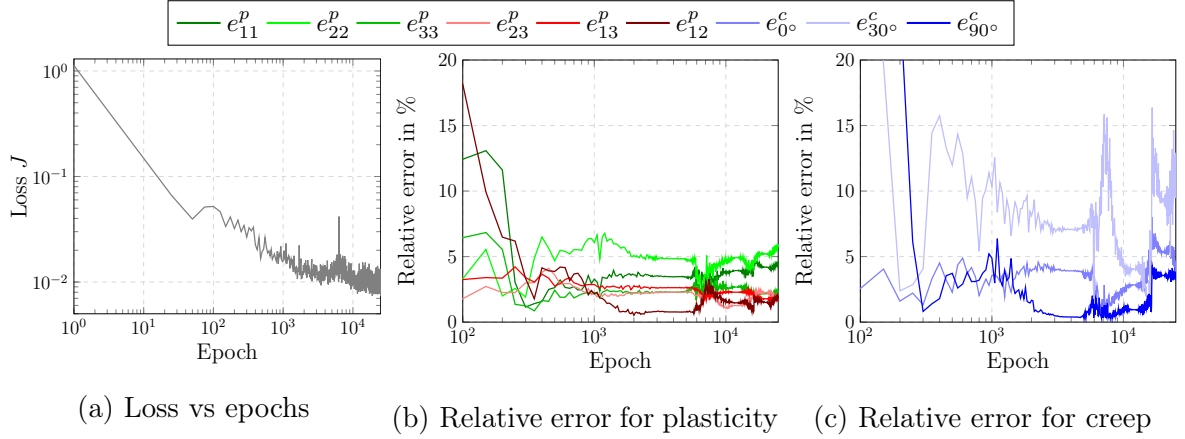 e^p_11 e^p_22 e^p_33 e^p_23 e^p_13 e^p_12 e^c_0° e^c_30° e^c_90°
10^0
10^−1
10^−2
Loss J
10^0 10^1 10^2 10^3 10^4
Epoch
(a) Loss vs epochs
20
15
10
5
0
Relative error in %
10^2 10^3 10^4
Epoch
(b) Relative error for plasticity
20
15
10
5
0
Relative error in %
10^2 10^3 10^4
Epoch
(c) Relative error for creep